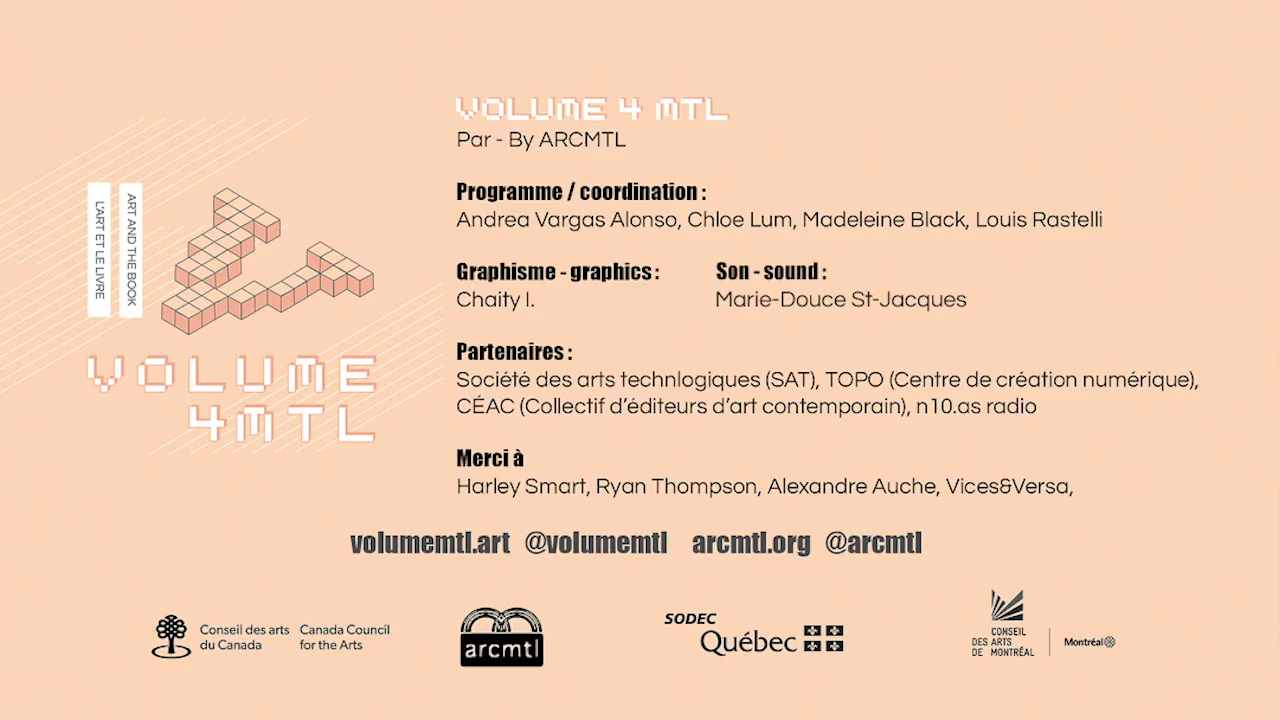 VOLUME 4 MTL
Par - By ARCMTL
Programme / coordination :
Andrea Vargas Alonso, Chloe Lum, Madeleine Black, Louis Rastelli
Graphisme - graphics :
Chaity I.
Son - sound :
Marie-Douce St-Jacques
Partenaires :
Société des arts technlogiques (SAT), TOPO (Centre de création numérique),
CÉAC (Collectif d'éditeurs d'art contemporain), n10.as radio
Merci à
Harley Smart, Ryan Thompson, Alexandre Auche, Vices&Versa,
L'ART ET LE LIVRE
ART AND THE BOOK
VOLUME
4MTL
volumemtl.art @volumemtl arcmtl.org @arcmtl
Conseil des arts
du Canada
Canada Council
for the Arts
arcmtl
SODEC
Québec
CONSEIL
DES ARTS
DE MONTRÉAL
Montréal